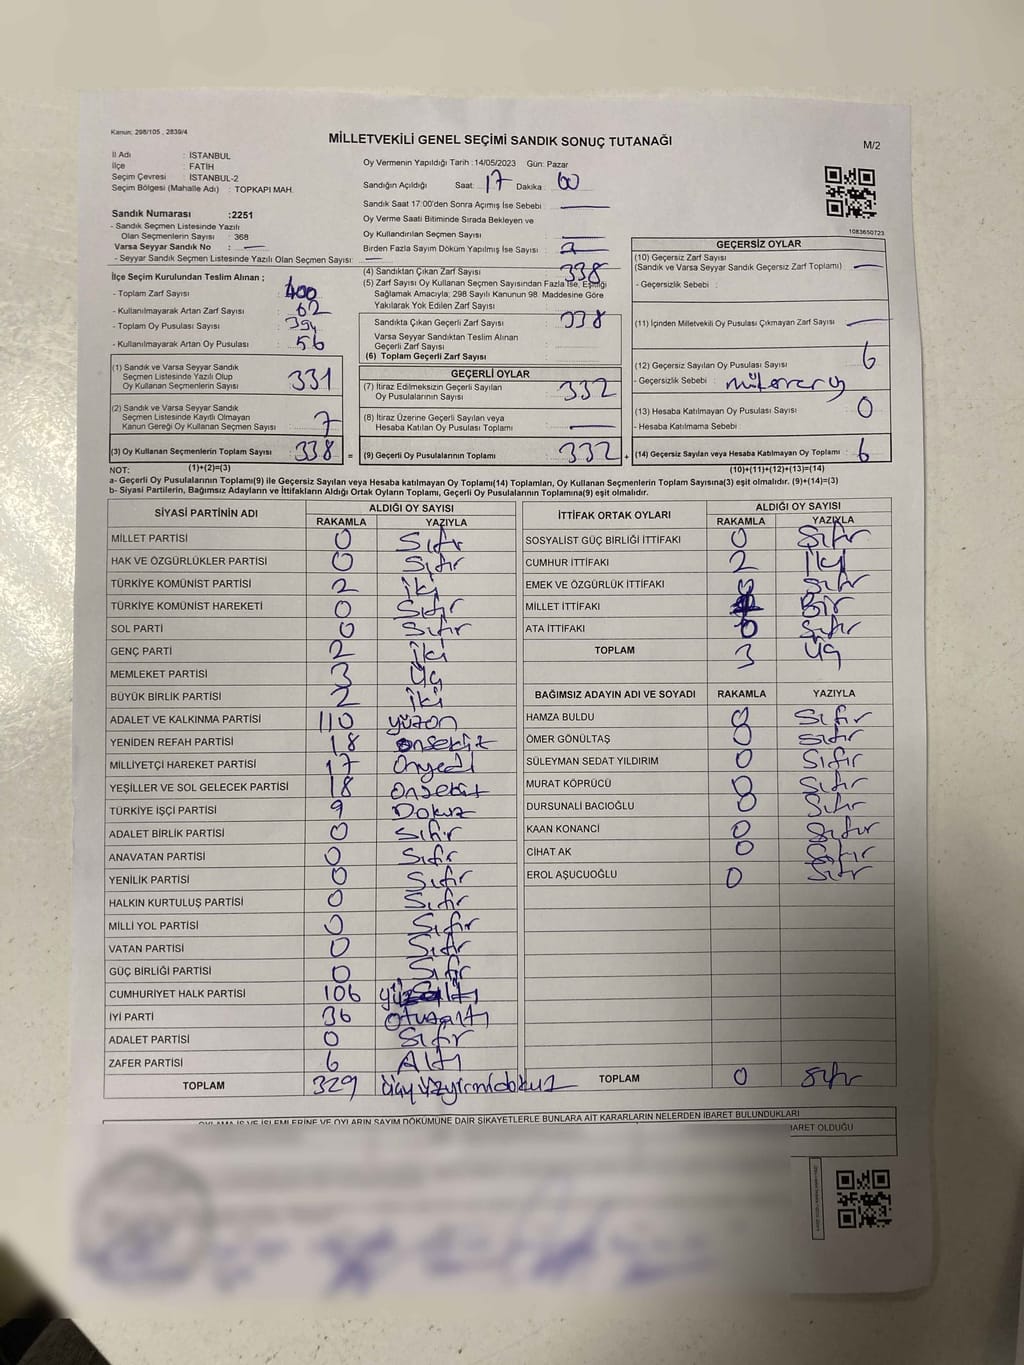 Kanun: 298/105 , 2839/4
MİLLETVEKİLİ GENEL SEÇİMİ SANDIK SONUÇ TUTANAĞI
M/2
İl Adı : İSTANBUL
İlçe : FATİH
Seçim Çevresi : İSTANBUL-2
Seçim Bölgesi (Mahalle Adı) : TOPKAPI MAH.
Sandık Numarası :2251
- Sandık Seçmen Listesinde Yazılı
Olan Seçmenlerin Sayısı : 368
Varsa Seyyar Sandık No : —
- Seyyar Sandık Seçmen Listesinde Yazılı Olan Seçmen Sayısı: —
Oy Vermenin Yapıldığı Tarih :14/05/2023 Gün: Pazar
Sandığın Açıldığı Saat: 17 Dakika : 00
Sandık Saat 17:00'den Sonra Açımış İse Sebebi : —
Oy Verme Saati Bitiminde Sırada Bekleyen ve
Oy Kullandırılan Seçmen Sayısı : —
Birden Fazla Sayım Döküm Yapılmış İse Sayısı :
1083650723
İlçe Seçim Kurulundan Teslim Alınan ;
- Toplam Zarf Sayısı : 400
- Kullanılmayarak Artan Zarf Sayısı : 62
- Toplam Oy Pusulası Sayısı : 394
- Kullanılmayarak Artan Oy Pusulası : 56
(1) Sandık ve Varsa Seyyar Sandık
Seçmen Listesinde Yazılı Olup
Oy Kullanan Seçmenlerin Sayısı : 331
(2) Sandık ve Varsa Seyyar Sandık
Seçmen Listesinde Kayıtlı Olmayan
Kanun Gereği Oy Kullanan Seçmen Sayısı : 7
(3) Oy Kullanan Seçmenlerin Toplam Sayısı : 338
(1)+(2)=(3)
(4) Sandıktan Çıkan Zarf Sayısı : 338
(5) Zarf Sayısı Oy Kullanan Seçmen Sayısından Fazla İse, Eşitliği
Sağlamak Amacıyla; 298 Sayılı Kanunun 98. Maddesine Göre
Yakılarak Yok Edilen Zarf Sayısı :
Sandıkta Çıkan Geçerli Zarf Sayısı : 338
Varsa Seyyar Sandıktan Teslim Alınan
Geçerli Zarf Sayısı :
(6) Toplam Geçerli Zarf Sayısı :
GEÇERLİ OYLAR
(7) İtiraz Edilmeksizin Geçerli Sayılan
Oy Pusulalarının Sayısı : 332
(8) İtiraz Üzerine Geçerli Sayılan veya
Hesaba Katılan Oy Pusulası Toplamı : —
= (9) Geçerli Oy Pusulalarının Toplamı : 332
GEÇERSİZ OYLAR
(10) Geçersiz Zarf Sayısı
(Sandık ve Varsa Seyyar Sandık Geçersiz Zarf Toplamı) : —
- Geçersizlik Sebebi :
(11) İçinden Milletvekili Oy Pusulası Çıkmayan Zarf Sayısı : —
(12) Geçersiz Sayılan Oy Pusulası Sayısı : 6
- Geçersizlik Sebebi :
(13) Hesaba Katılmayan Oy Pusulası Sayısı : 0
- Hesaba Katılmama Sebebi :
+ (14) Geçersiz Sayılan veya Hesaba Katılmayan Oy Toplamı : 6
(10)+(11)+(12)+(13)=(14)
NOT:
a- Geçerli Oy Pusulalarının Toplamı(9) ile Geçersiz Sayılan veya Hesaba Katılmayan Oy Toplamı(14) Toplamları, Oy Kullanan Seçmenlerin Toplam Sayısına(3) eşit olmalıdır. (9)+(14)=(3)
b- Siyasi Partilerin, Bağımsız Adayların ve İttifakların Aldığı Ortak Oyların Toplamı, Geçerli Oy Pusulalarının Toplamına(9) eşit olmalıdır.
SİYASİ PARTİNİN ADI ALDIĞI OY SAYISI
RAKAMLA YAZIYLA
MİLLET PARTİSİ 0 Sıfır
HAK VE ÖZGÜRLÜKLER PARTİSİ 0 Sıfır
TÜRKİYE KOMÜNİST PARTİSİ 2 iki
TÜRKİYE KOMÜNİST HAREKETİ 0 Sıfır
SOL PARTİ 0 Sıfır
GENÇ PARTİ 2 iki
MEMLEKET PARTİSİ 3 Üç
BÜYÜK BİRLİK PARTİSİ 2 iki
ADALET VE KALKINMA PARTİSİ 110 yüzon
YENİDEN REFAH PARTİSİ 18 onsekiz
MİLLİYETÇİ HAREKET PARTİSİ 17 Onyedi
YEŞİLLER VE SOL GELECEK PARTİSİ 18 Onsekiz
TÜRKİYE İŞÇİ PARTİSİ 9 Dokuz
ADALET BİRLİK PARTİSİ 0 Sıfır
ANAVATAN PARTİSİ 0 Sıfır
YENİLİK PARTİSİ 0 Sıfır
HALKIN KURTULUŞ PARTİSİ 0 Sıfır
MİLLİ YOL PARTİSİ 0 Sıfır
VATAN PARTİSİ 0 Sıfır
GÜÇ BİRLİĞİ PARTİSİ 0 Sıfır
CUMHURİYET HALK PARTİSİ 106 yüzaltı
İYİ PARTİ 36 otuzaltı
ADALET PARTİSİ 0 Sıfır
ZAFER PARTİSİ 6 Altı
TOPLAM 329 üçyüzyirmidokuz
İTTİFAK ORTAK OYLARI ALDIĞI OY SAYISI
RAKAMLA YAZIYLA
SOSYALİST GÜÇ BİRLİĞİ İTTİFAKI 0 Sıfır
CUMHUR İTTİFAKI 2 iki
EMEK VE ÖZGÜRLÜK İTTİFAKI 0 Sıfır
MİLLET İTTİFAKI Bir
ATA İTTİFAKI 0 Sıfır
TOPLAM 3 Üç
BAĞIMSIZ ADAYIN ADI VE SOYADI RAKAMLA YAZIYLA
HAMZA BULDU 0 Sıfır
ÖMER GÖNÜLTAŞ 0 Sıfır
SÜLEYMAN SEDAT YILDIRIM 0 Sıfır
MURAT KÖPRÜCÜ 0 Sıfır
DURSUNALİ BACIOĞLU 0 Sıfır
KAAN KONANCİ 0 Sıfır
CİHAT AK 0 Sıfır
EROL AŞUCUOĞLU 0 Sıfır
TOPLAM 0 Sıfır
OYLAMA İŞ VE İŞLEMLERİNE VE OYLARIN SAYIM DÖKÜMÜNE DAİR ŞİKAYETLERLE BUNLARA AİT KARARLARIN NELERDEN İBARET BULUNDUKLARI
İBARET OLDUĞU